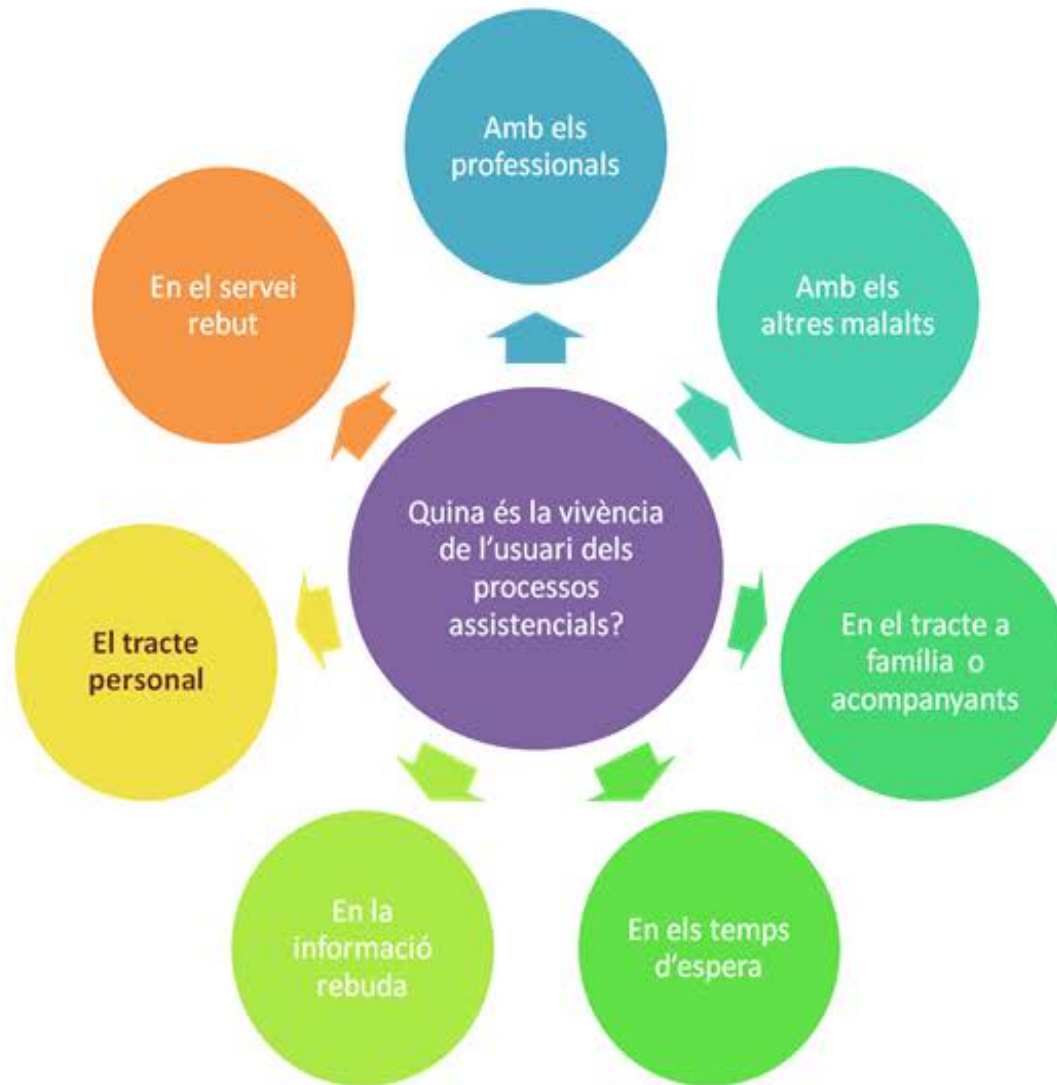 Amb els
professionals
Amb els
altres malalts
En el tracte a
família o
acompanyants
En els temps
d'espera
En la
informació
rebuda
El tracte
personal
En el servei
rebut
Quina és la vivència
de l'usuari dels
processos
assistencials?